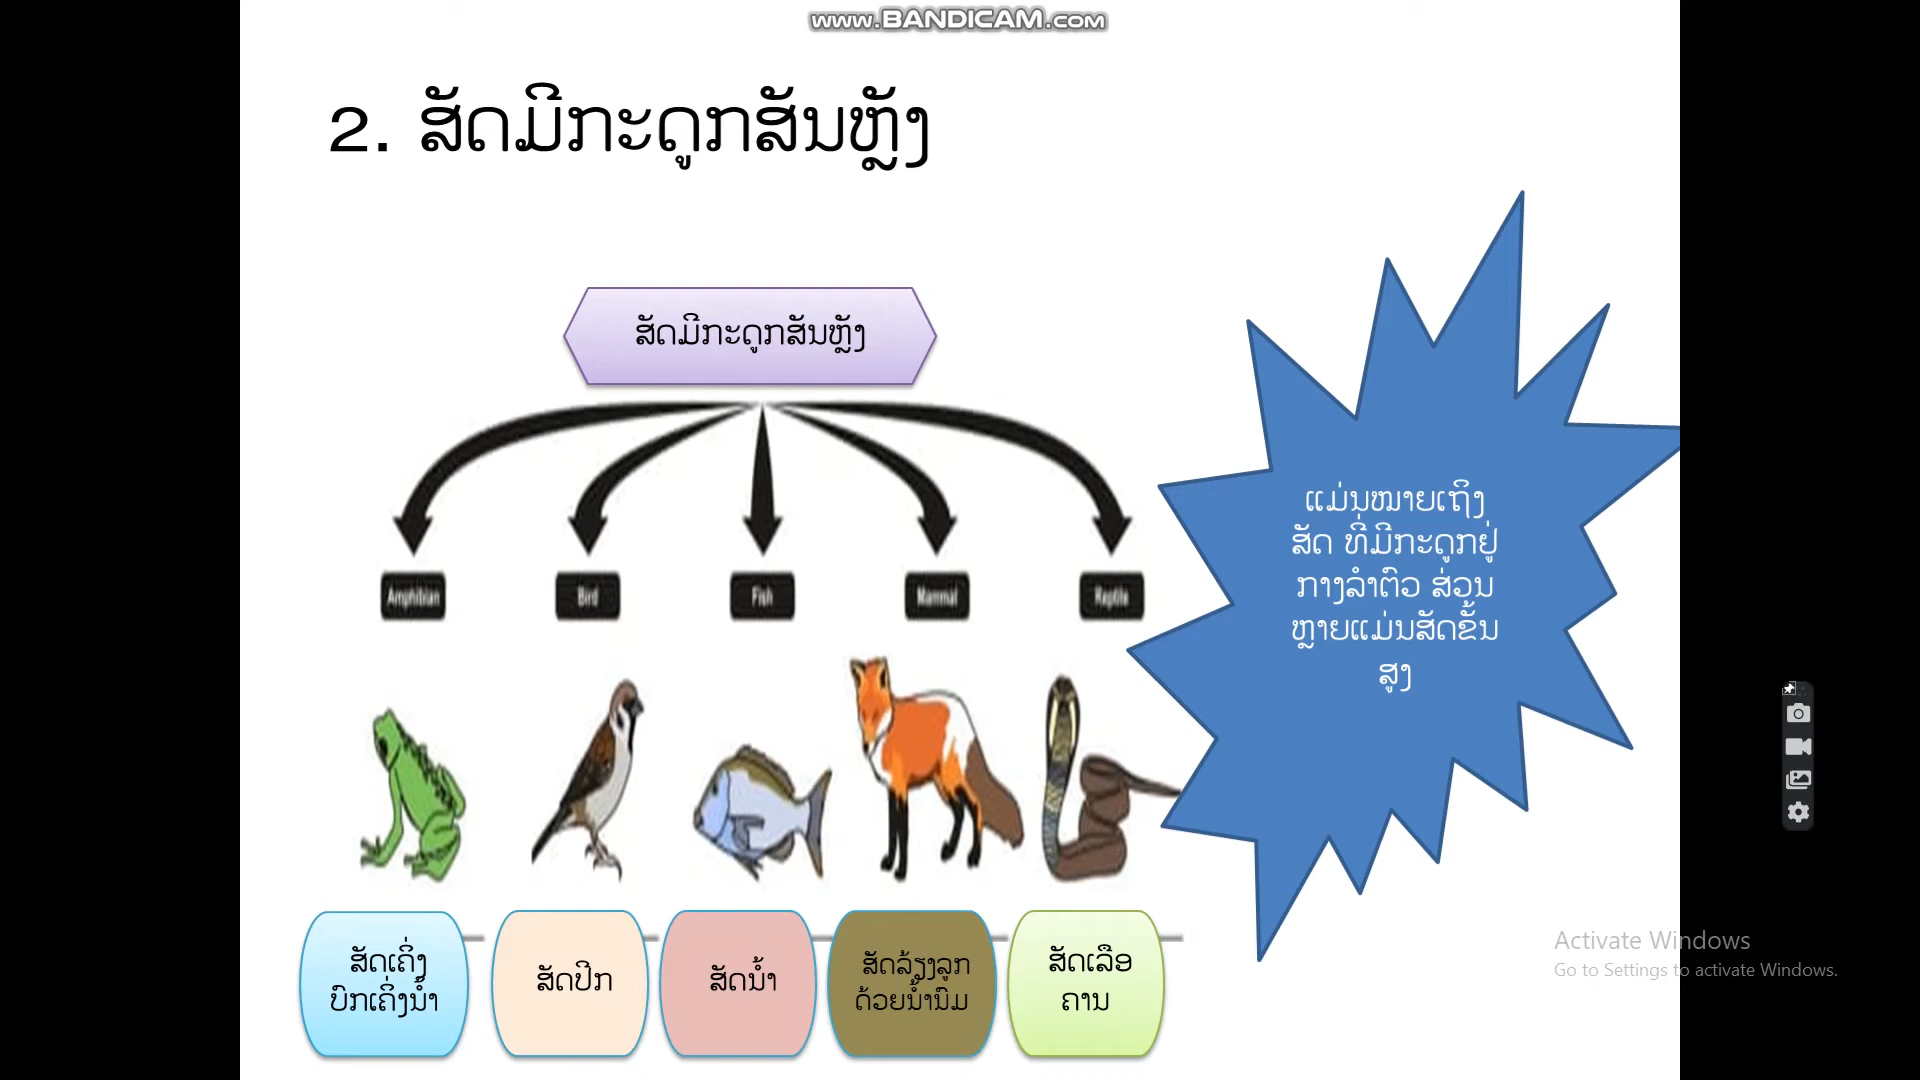 www.BANDICAM.com
2. ສັດມີກະດູກສັນຫຼັງ
ສັດມີກະດູກສັນຫຼັງ
Amphibian
Bird
Fish
Mammal
Reptile
ແມ່ນໝາຍເຖິງ
ສັດ ທີ່ມີກະດູກຢູ່
ກາງລຳຕົວ ສ່ວນ
ຫຼາຍແມ່ນສັດຂັ້ນ
ສູງ
ສັດເຄິ່ງ
ບົກເຄິ່ງນ້ຳ
ສັດປີກ
ສັດນ້ຳ
ສັດລ້ຽງລູກ
ດ້ວຍນ້ຳນົມ
ສັດເລືອ
ຄານ
Activate Windows
Go to Settings to activate Windows.